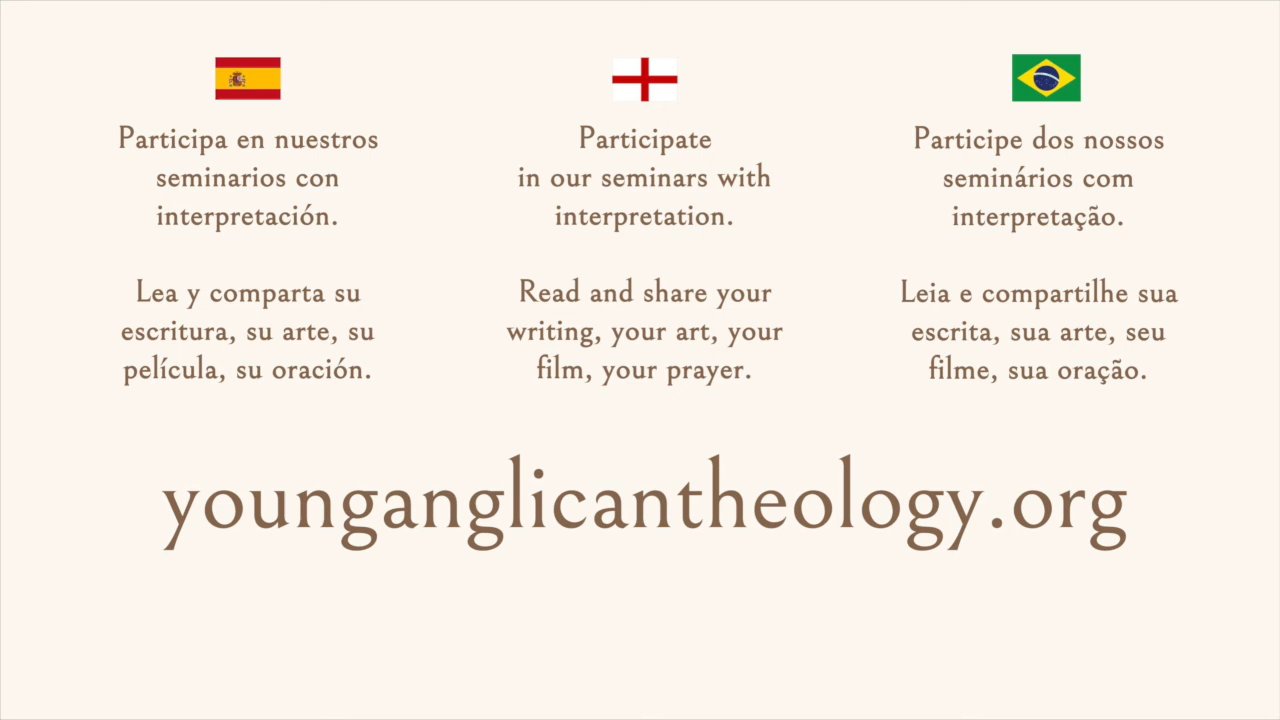 Participa en nuestros
seminarios con
interpretación.
Lea y comparta su
escritura, su arte, su
película, su oración.
Participate
in our seminars with
interpretation.
Read and share your
writing, your art, your
film, your prayer.
Participe dos nossos
seminários com
interpretação.
Leia e compartilhe sua
escrita, sua arte, seu
filme, sua oração.
younganglicantheology.org